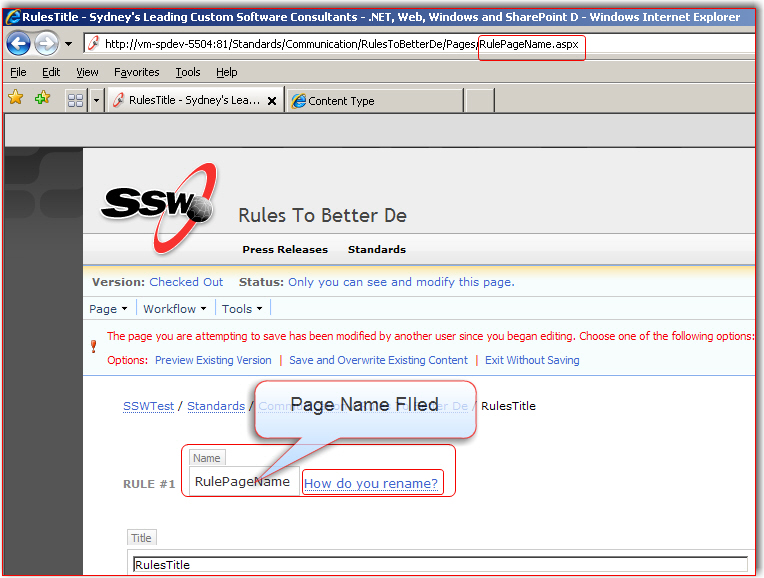 RulesTitle - Sydney's Leading Custom Software Consultants - .NET, Web, Windows and SharePoint D - Windows Internet Explorer
http://vm-spdev-5504:81/Standards/Communication/RulesToBetterDe/Pages/RulePageName.aspx
File Edit View Favorites Tools Help
RulesTitle - Sydney's Lea... Content Type
SSW
Rules To Better De
Press Releases Standards
Version: Checked Out Status: Only you can see and modify this page.
Page Workflow Tools
The page you are attempting to save has been modified by another user since you began editing. Choose one of the following options:
Options: Preview Existing Version | Save and Overwrite Existing Content | Exit Without Saving
Page Name FIled
SSWTest / Standards / De / RulesTitle
Name
RULE #1 RulePageName How do you rename?
Title
RulesTitle